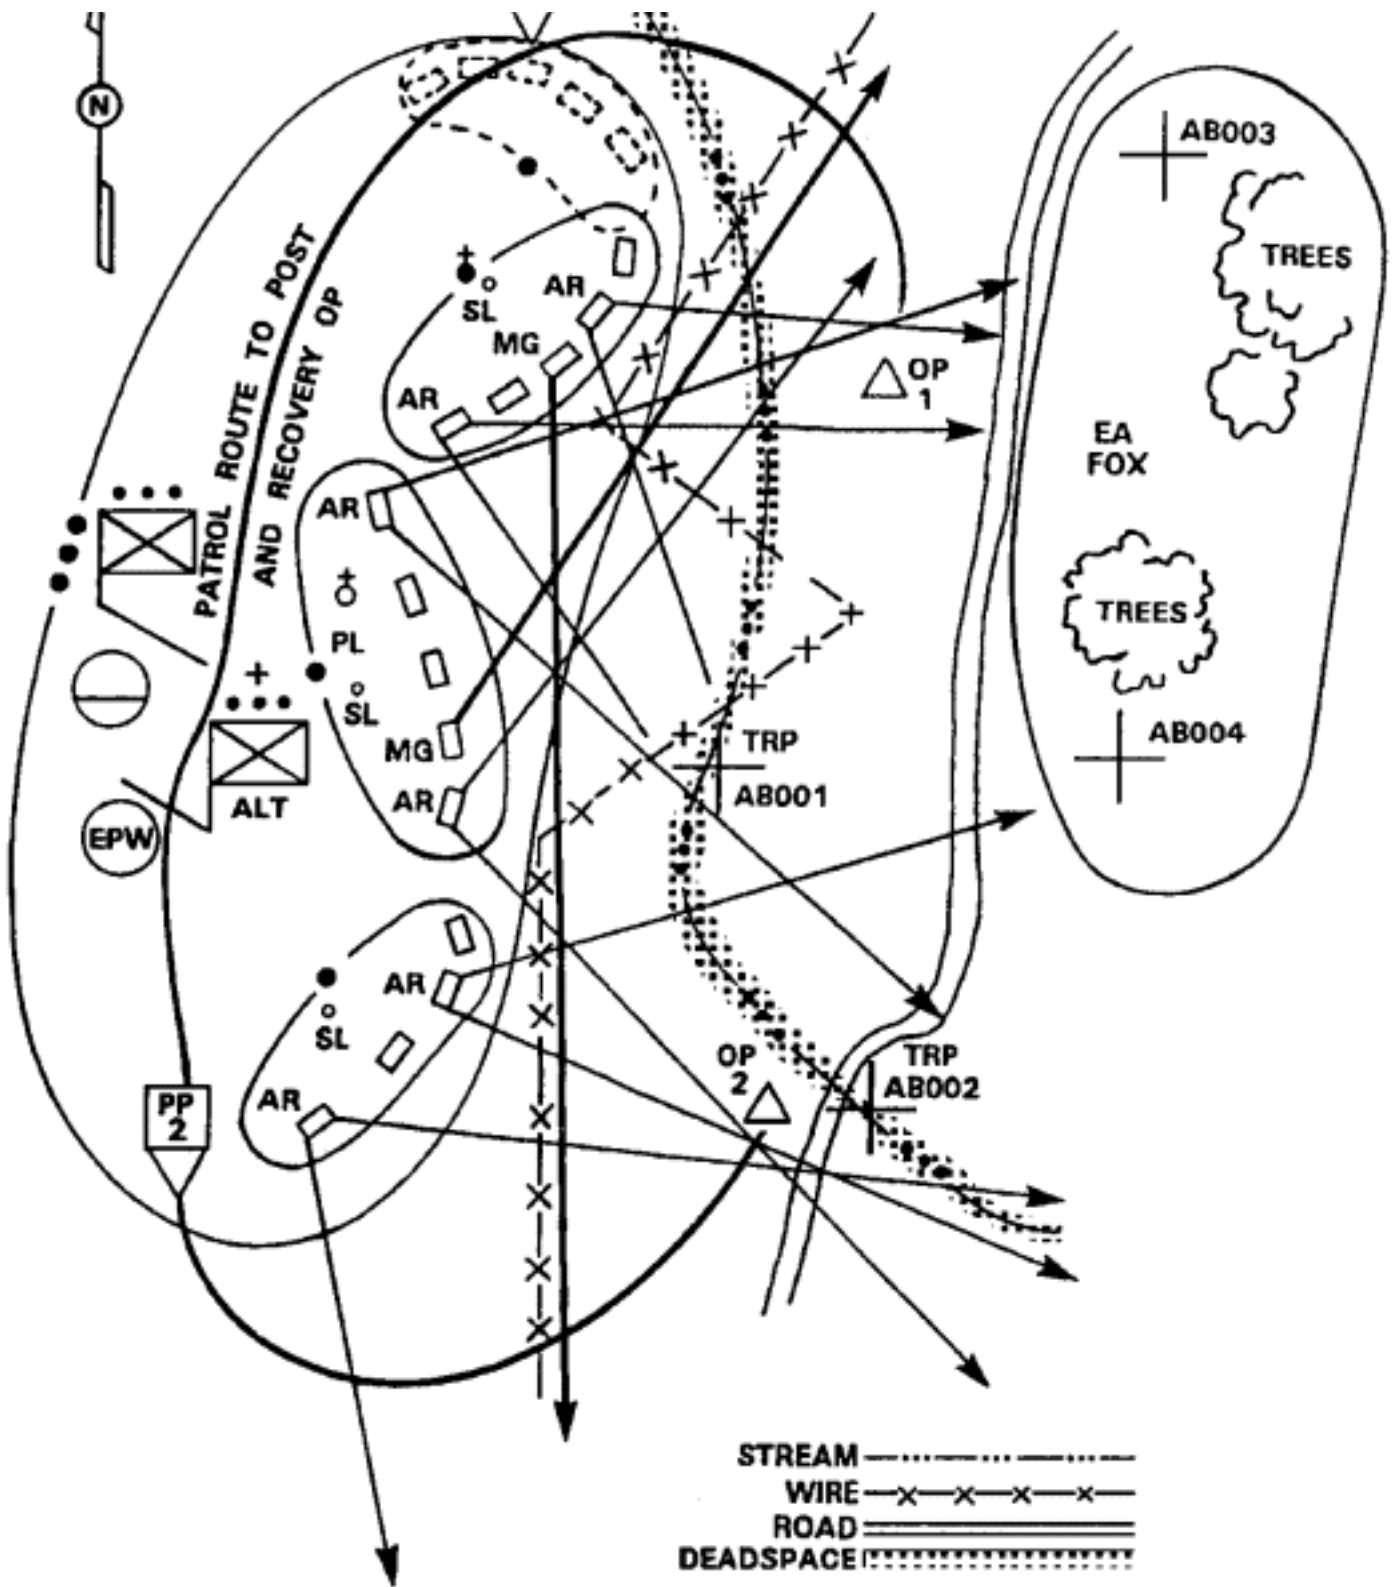 N
AB003
TREES
PATROL ROUTE TO POST
AND RECOVERY OP
AR
SL
MG
OP
1
AR
EA
FOX
AR
TREES
PL
SL
MG
TRP
AB004
ALT
AR
AB001
EPW
AR
SL
OP
2
TRP
AB002
PP
2
AR
STREAM
WIRE
ROAD
DEADSPACE